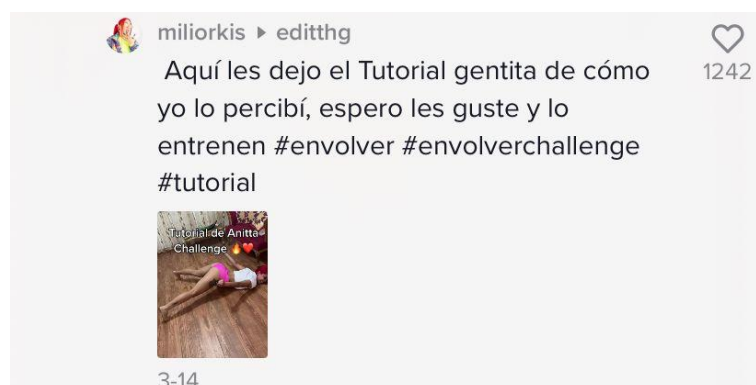 miliorkis ▸ editthg
Aquí les dejo el Tutorial gentita de cómo
yo lo percibí, espero les guste y lo
entrenen #envolver #envolverchallenge
#tutorial
1242
Tutorial de Anitta
Challenge 🔥❤️
3-14